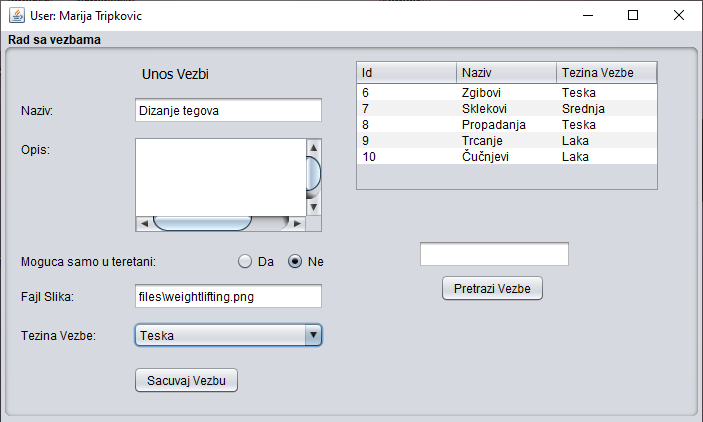 User: Marija Tripkovic
Rad sa vezbama
Unos Vezbi
Naziv: Dizanje tegova
Opis:
Moguca samo u teretani: Da Ne
Fajl Slika: files\weightlifting.png
Tezina Vezbe: Teska
Sacuvaj Vezbu
Id Naziv Tezina Vezbe
6 Zgibovi Teska
7 Sklekovi Srednja
8 Propadanja Teska
9 Trcanje Laka
10 Čučnjevi Laka
Pretrazi Vezbe